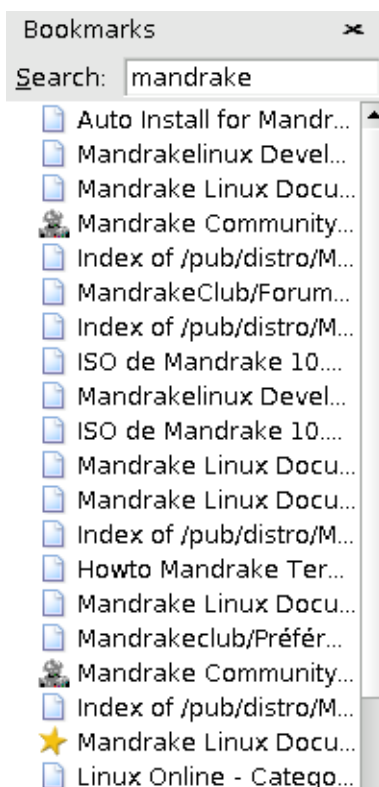 Bookmarks
Search: mandrake
Auto Install for Mandr...
Mandrakelinux Devel...
Mandrake Linux Docu...
Mandrake Community...
Index of /pub/distro/M...
MandrakeClub/Forum...
Index of /pub/distro/M...
ISO de Mandrake 10....
Mandrakelinux Devel...
ISO de Mandrake 10....
Mandrake Linux Docu...
Mandrake Linux Docu...
Index of /pub/distro/M...
Howto Mandrake Ter...
Mandrake Linux Docu...
Mandrakeclub/Préfér...
Mandrake Community...
Index of /pub/distro/M...
Mandrake Linux Docu...
Linux Online - Catego...